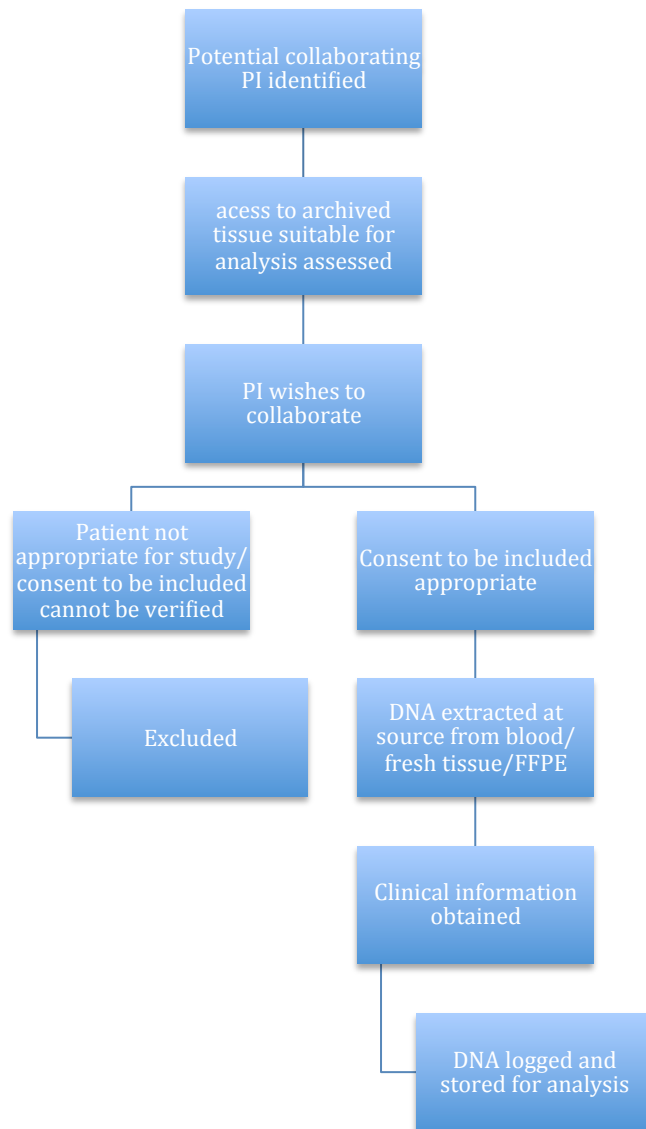 Potential collaborating
PI identified
acess to archived
tissue suitable for
analysis assessed
PI wishes to
collaborate
Patient not
appropriate for study/
consent to be included
cannot be verified
Consent to be included
appropriate
Excluded
DNA extracted at
source from blood/
fresh tissue/FFPE
Clinical information
obtained
DNA logged and
stored for analysis